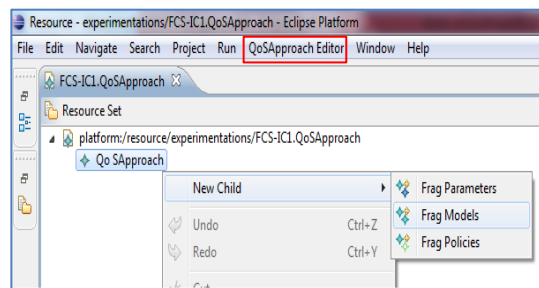 Resource - experimentations/FCS-IC1.QoSApproach - Eclipse Platform
File Edit Navigate Search Project Run QoSApproach Editor Window Help
FCS-IC1.QoSApproach
Resource Set
platform:/resource/experimentations/FCS-IC1.QoSApproach
Qo SApproach
New Child
Frag Parameters
Undo Ctrl+Z
Frag Models
Redo Ctrl+Y
Frag Policies
Cut